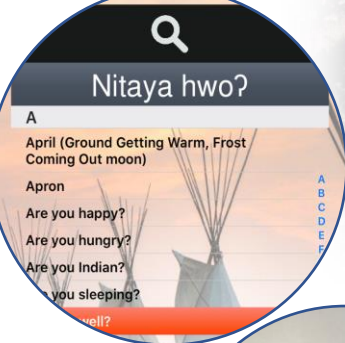 Nitaya hwoʔ
A
April (Ground Getting Warm, Frost
Coming Out moon)
Apron
Are you happy?
Are you hungry?
Are you Indian?
you sleeping?
well?
A
B
C
D
E
F